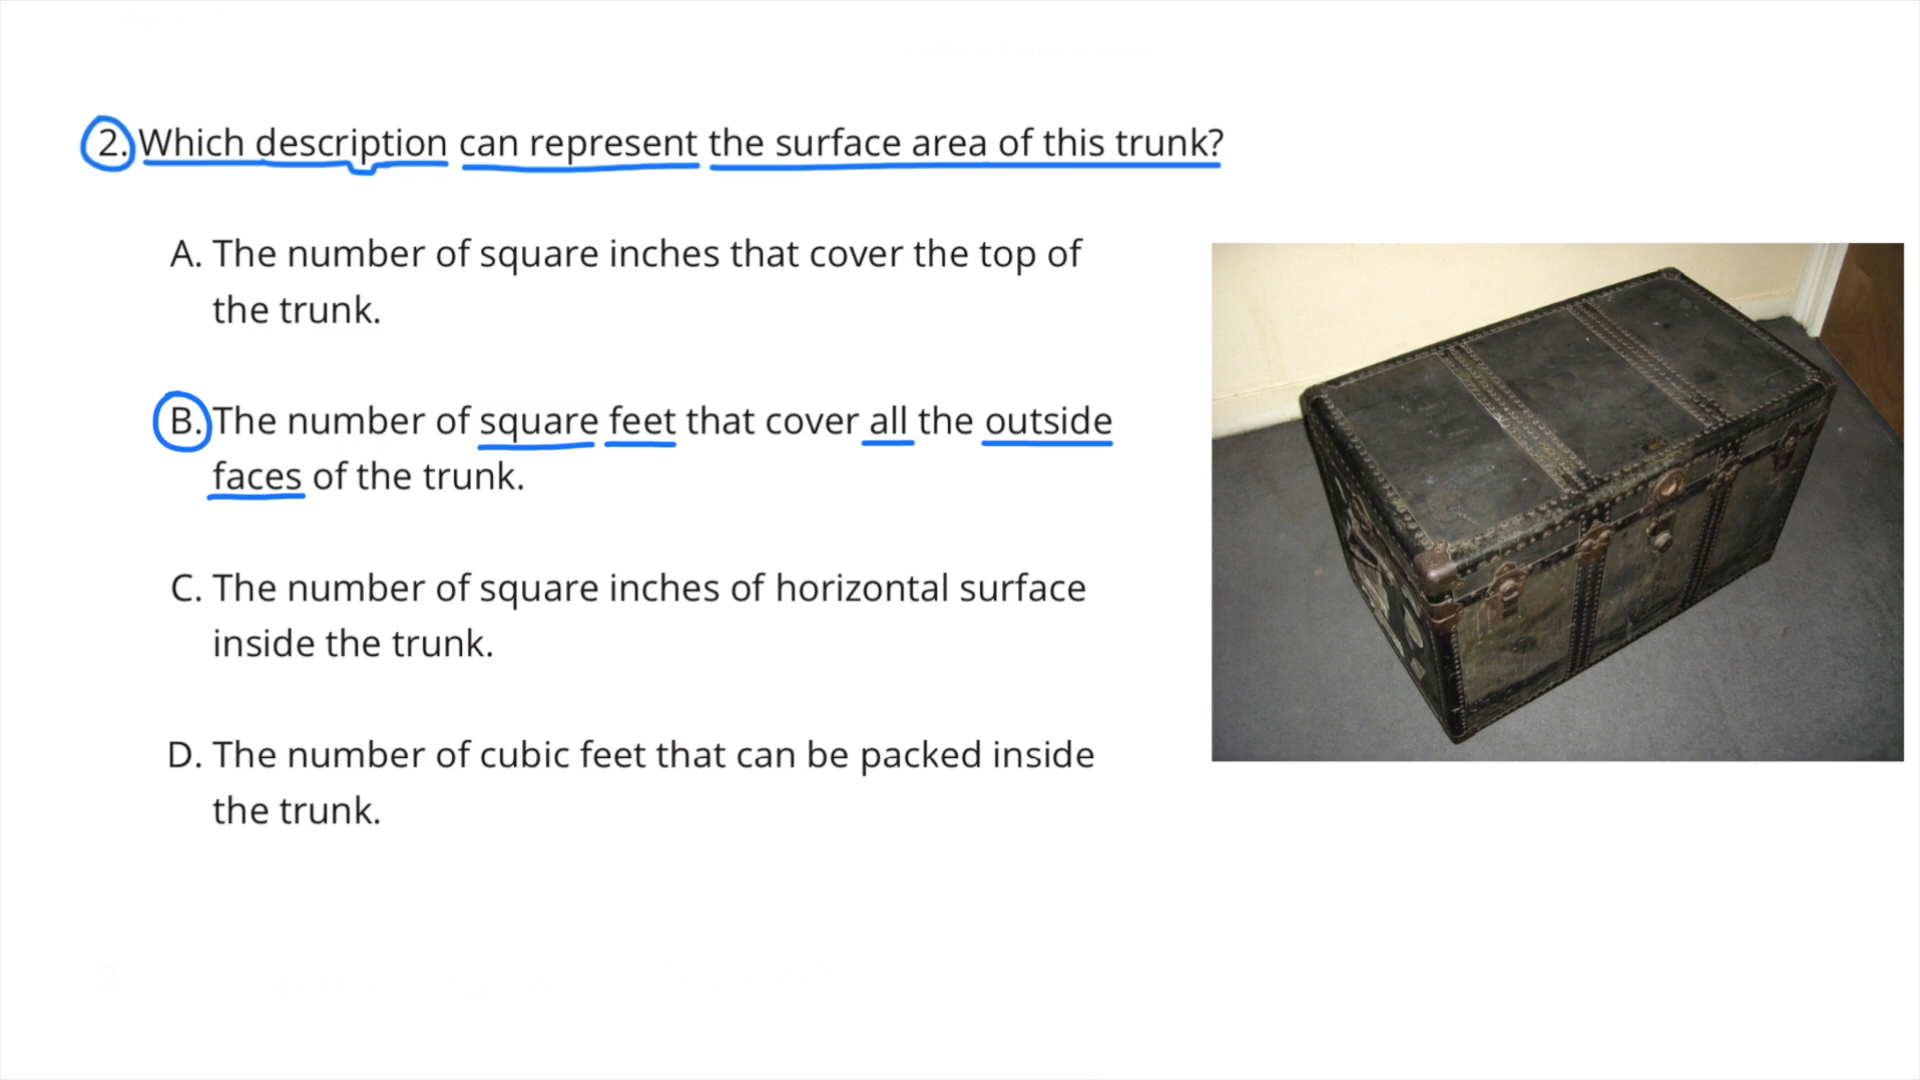 2. Which description can represent the surface area of this trunk?
A. The number of square inches that cover the top of
the trunk.
B. The number of square feet that cover all the outside
faces of the trunk.
C. The number of square inches of horizontal surface
inside the trunk.
D. The number of cubic feet that can be packed inside
the trunk.